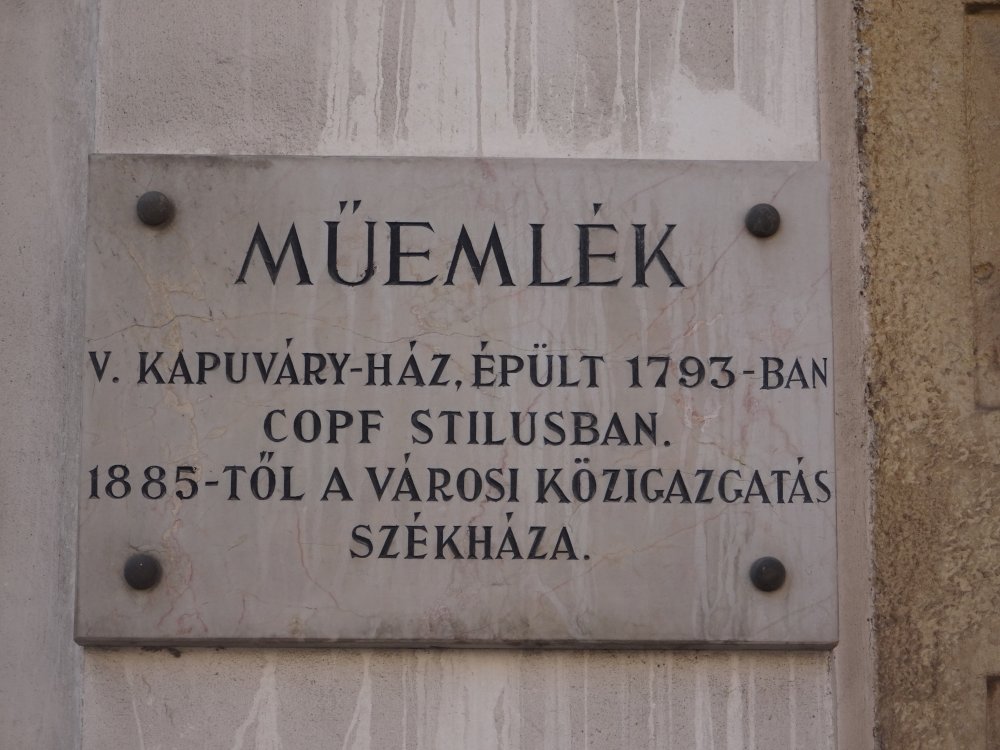 MŰEMLÉK
V. KAPUVÁRY-HÁZ, ÉPÜLT 1793-BAN
COPF STILUSBAN.
1885-TŐL A VÁROSI KÖZIGAZGATÁS
SZÉKHÁZA.